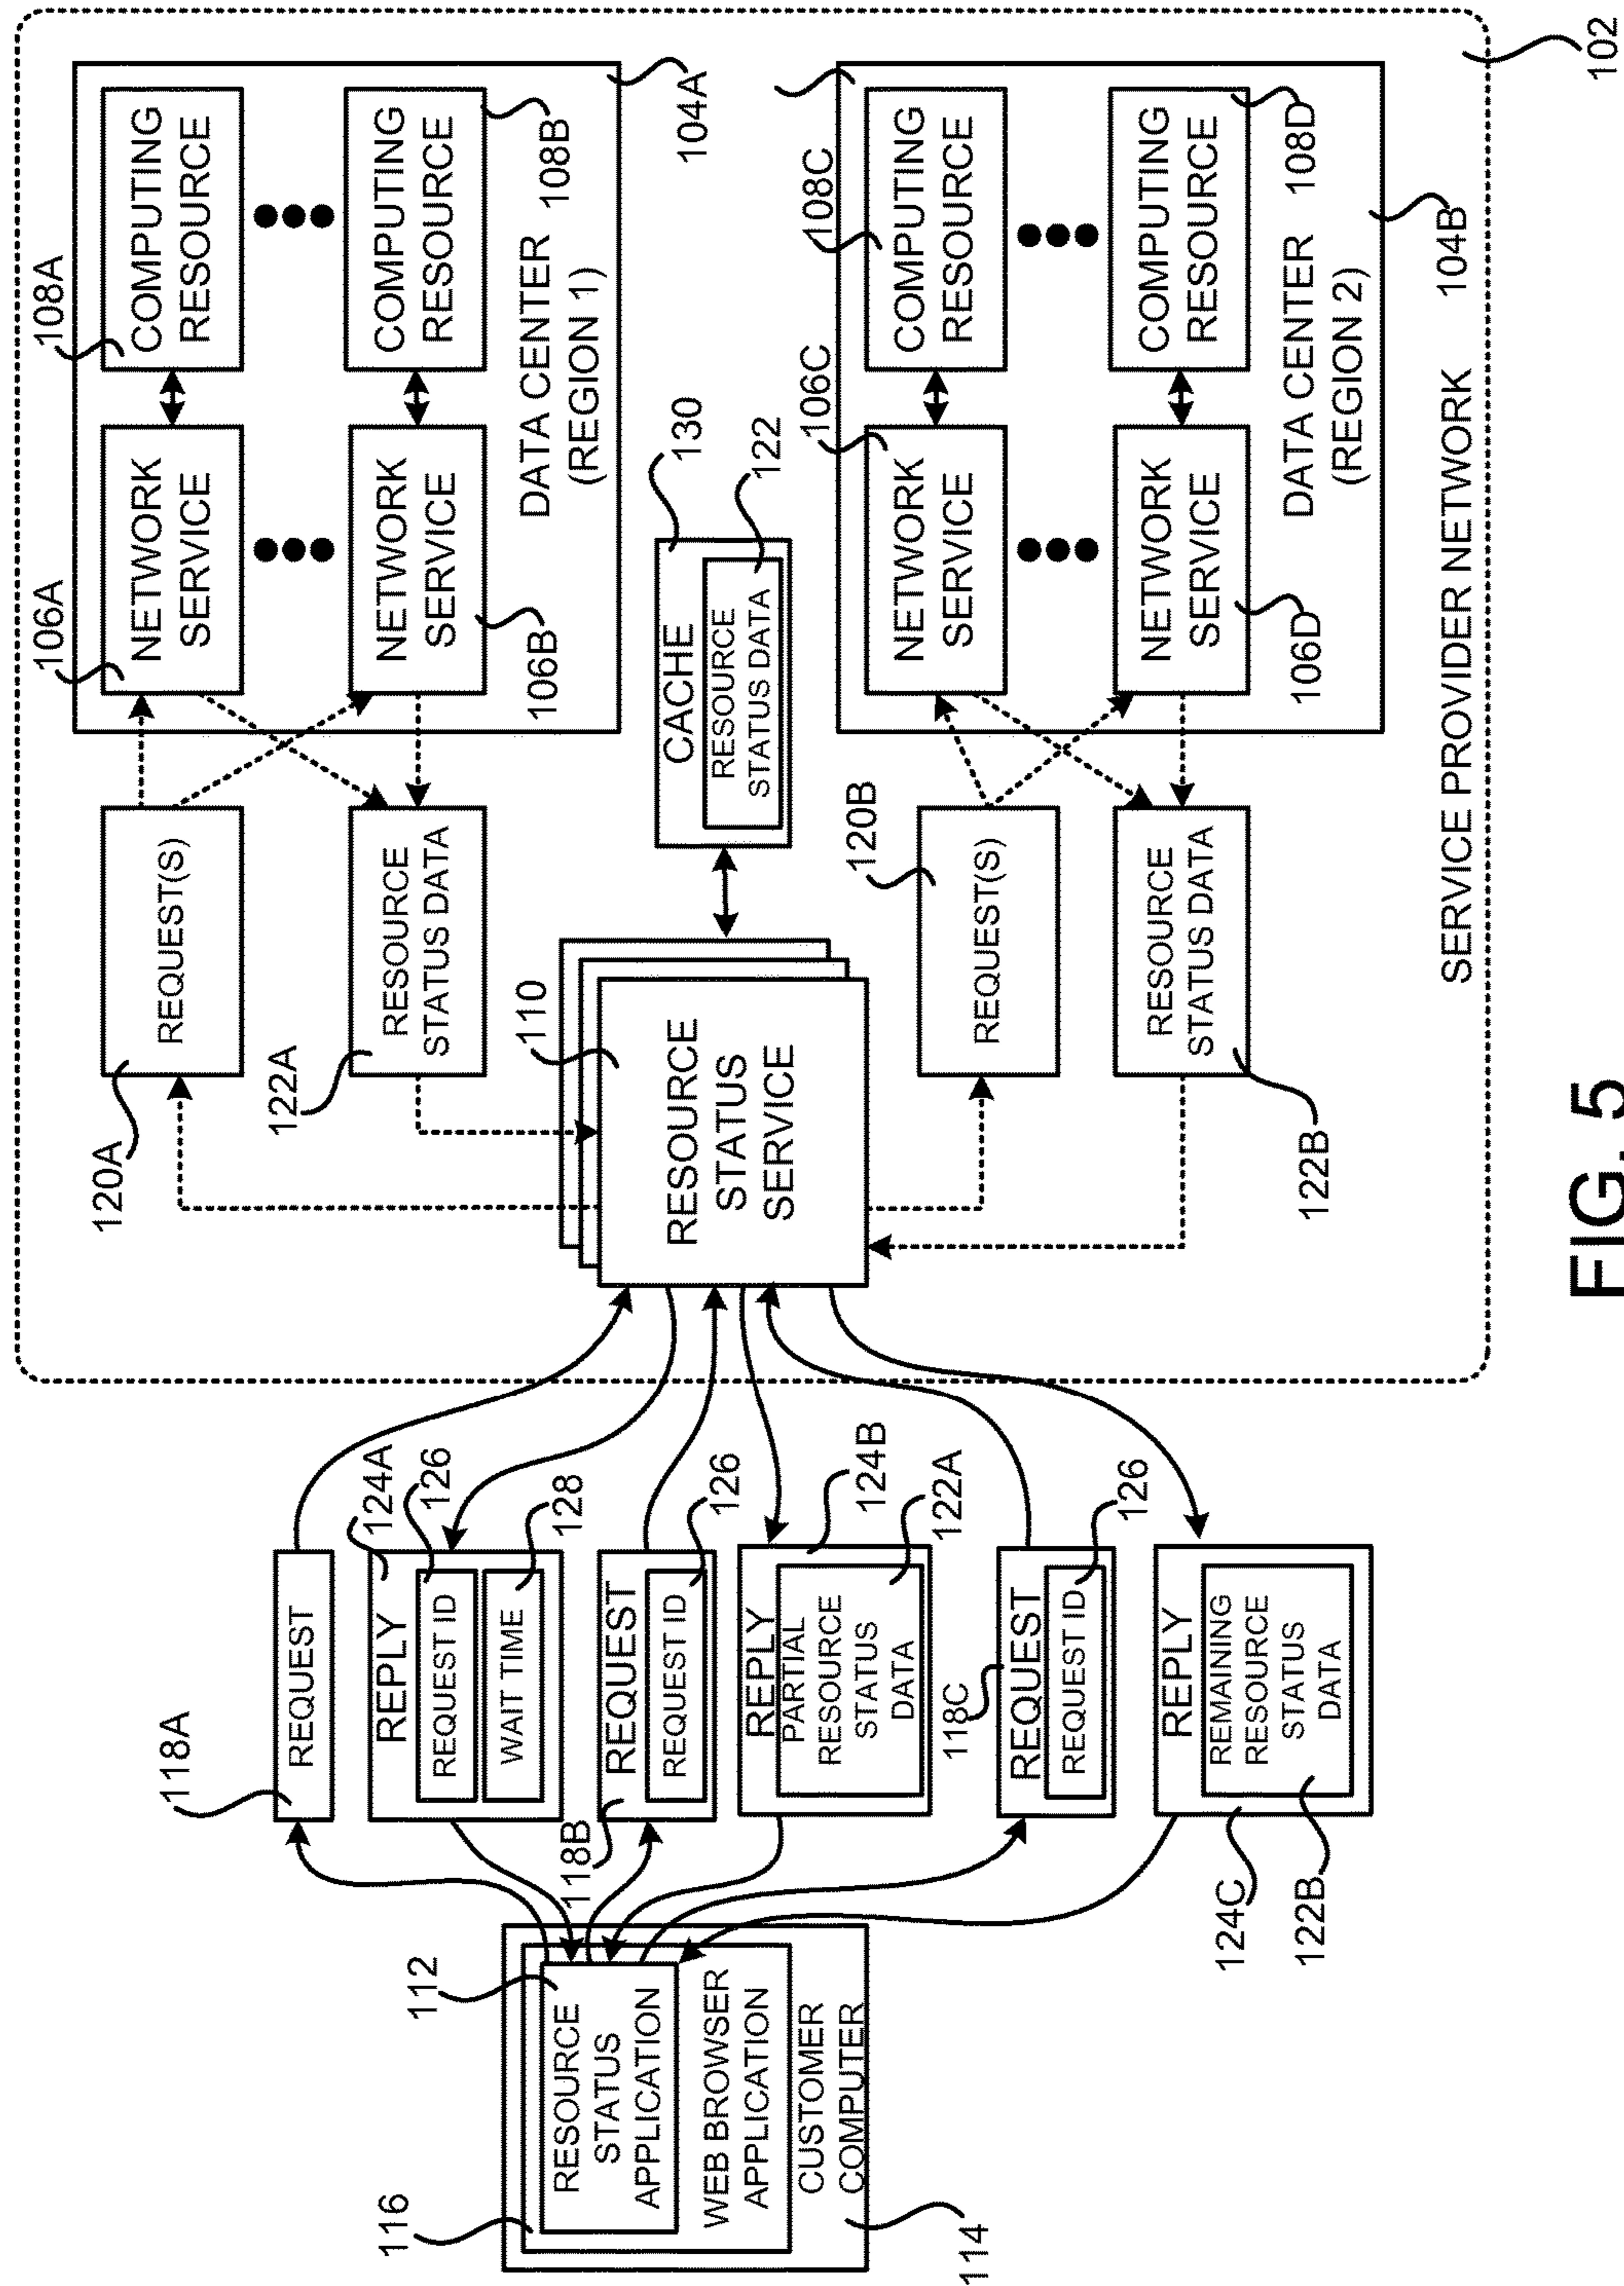 118A
REQUEST
124A
REPLY
126
REQUEST ID
128
WAIT TIME
118B
REQUEST
126
REQUEST ID
124B
REPLY
122A
PARTIAL
RESOURCE
STATUS
DATA
118C
REQUEST
126
REQUEST ID
REPLY
REMAINING
RESOURCE
STATUS
DATA
124C
122B
112
RESOURCE
STATUS
APPLICATION
116
WEB BROWSER
APPLICATION
CUSTOMER
COMPUTER
114
120A
REQUEST(S)
122A
RESOURCE
STATUS DATA
110
RESOURCE
STATUS
SERVICE
130
CACHE
122
RESOURCE
STATUS DATA
120B
REQUEST(S)
RESOURCE
STATUS DATA
122B
106A
NETWORK
SERVICE
108A
COMPUTING
RESOURCE
106B
NETWORK
SERVICE
108B
COMPUTING
RESOURCE
DATA CENTER
(REGION 1)
104A
106C
NETWORK
SERVICE
108C
COMPUTING
RESOURCE
106D
NETWORK
SERVICE
108D
COMPUTING
RESOURCE
DATA CENTER
(REGION 2)
104B
SERVICE PROVIDER NETWORK
102
FIG. 5